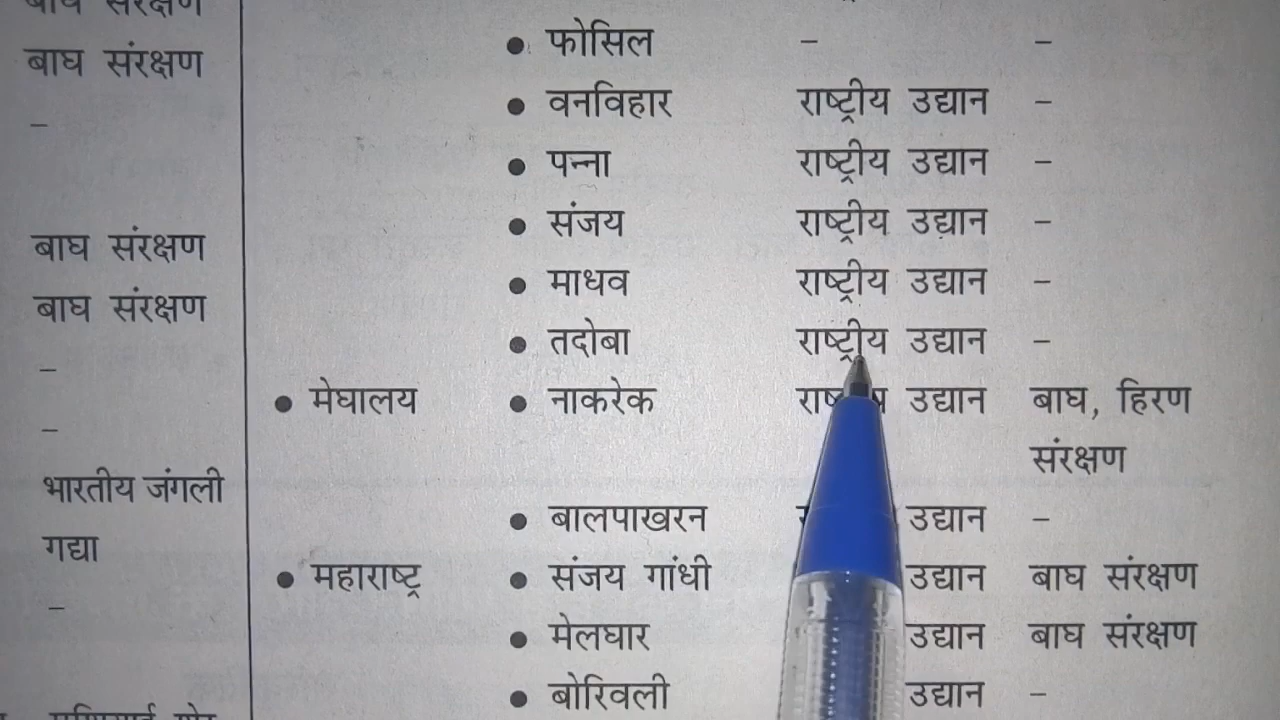 बाघ संरक्षण
बाघ संरक्षण
–
बाघ संरक्षण
बाघ संरक्षण
–
–
भारतीय जंगली
गद्या
–
• फोसिल – –
• वनविहार राष्ट्रीय उद्यान –
• पन्ना राष्ट्रीय उद्यान –
• संजय राष्ट्रीय उद्यान –
• माधव राष्ट्रीय उद्यान –
• तदोबा राष्ट्रीय उद्यान –
• मेघालय • नाकरेक उद्यान बाघ, हिरण
संरक्षण
• बालपाखरन उद्यान –
• महाराष्ट्र • संजय गांधी उद्यान बाघ संरक्षण
• मेलघार उद्यान बाघ संरक्षण
• बोरिवली उद्यान –